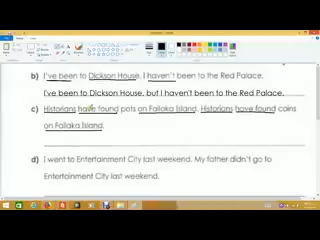 b) I've been to Dickson House. I haven't been to the Red Palace.
I've been to Dickson House, but I haven't been to the Red Palace.
c) Historians have found pots on Failaka Island. Historians have found coins
on Failaka Island.
d) I went to Entertainment City last weekend. My father didn't go to
Entertainment City last weekend.